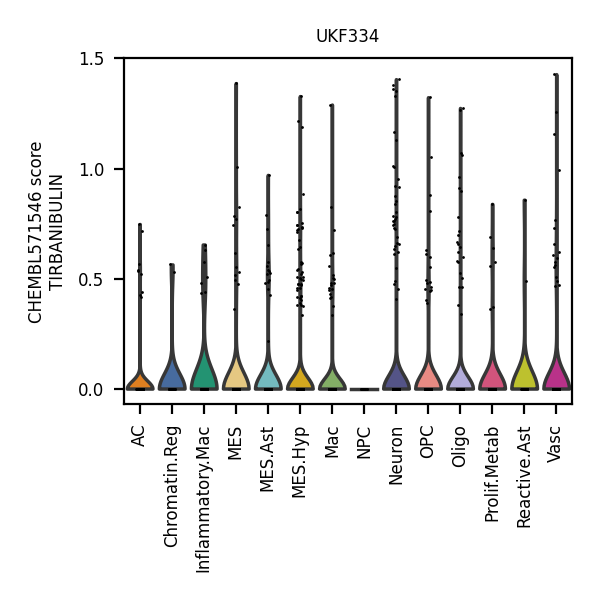 UKF334
CHEMBL571546 score
TIRBANIBULIN
1.5
1.0
0.5
0.0
AC
Chromatin.Reg
Inflammatory.Mac
MES
MES.Ast
MES.Hyp
Mac
NPC
Neuron
OPC
Oligo
Prolif.Metab
Reactive.Ast
Vasc